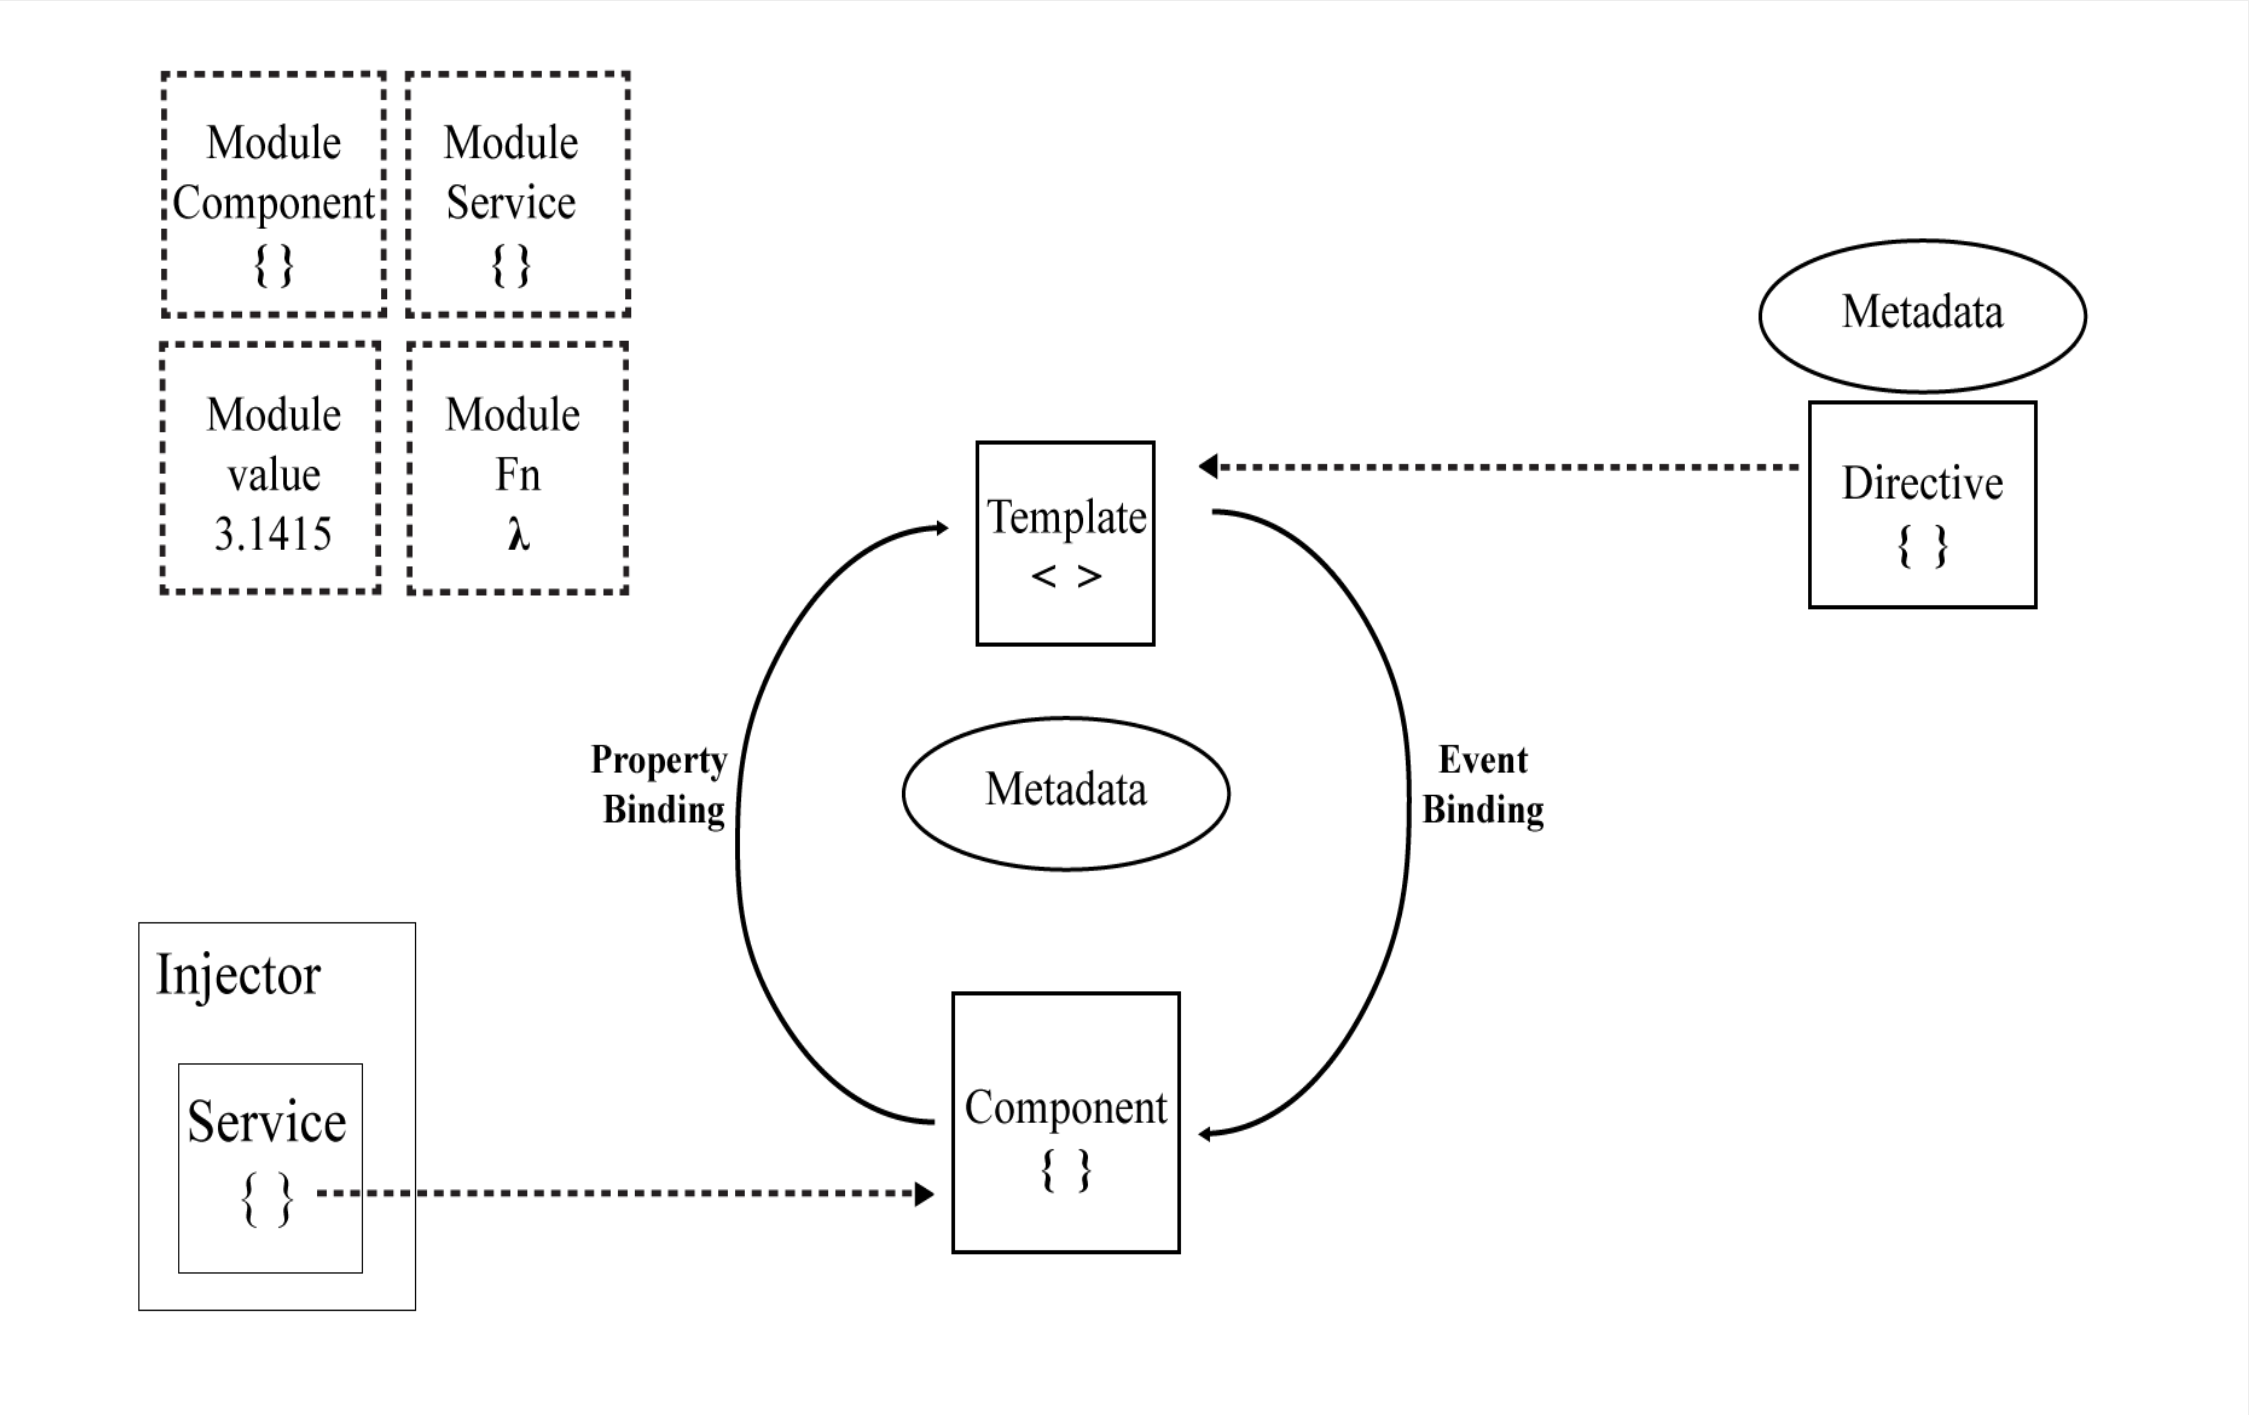 Module
Component
{ }
Module
Service
{ }
Module
value
3.1415
Module
Fn
λ
Metadata
Directive
{ }
Template
< >
Property
Binding
Metadata
Event
Binding
Injector
Service
{ }
Component
{ }